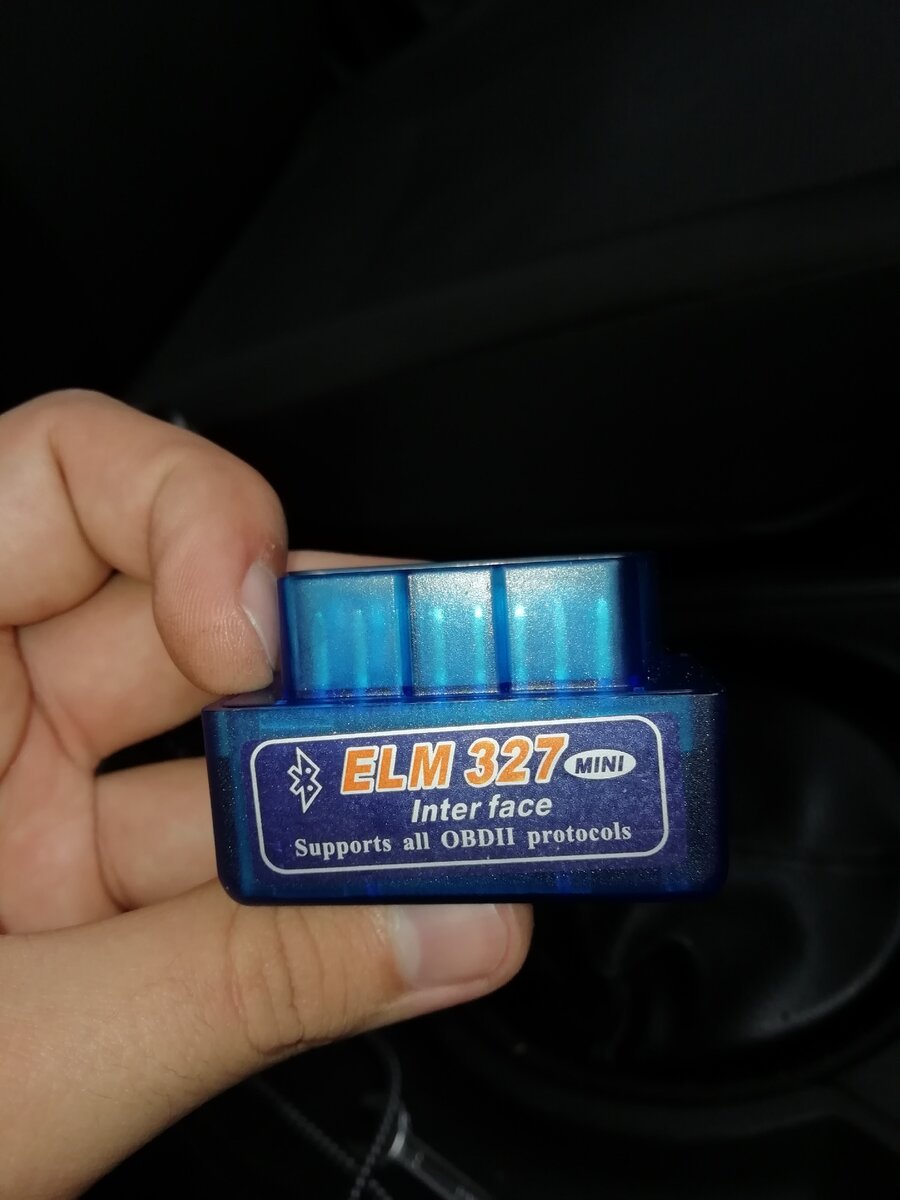 ELM 327 MINI
Inter face
Supports all OBDII protocols